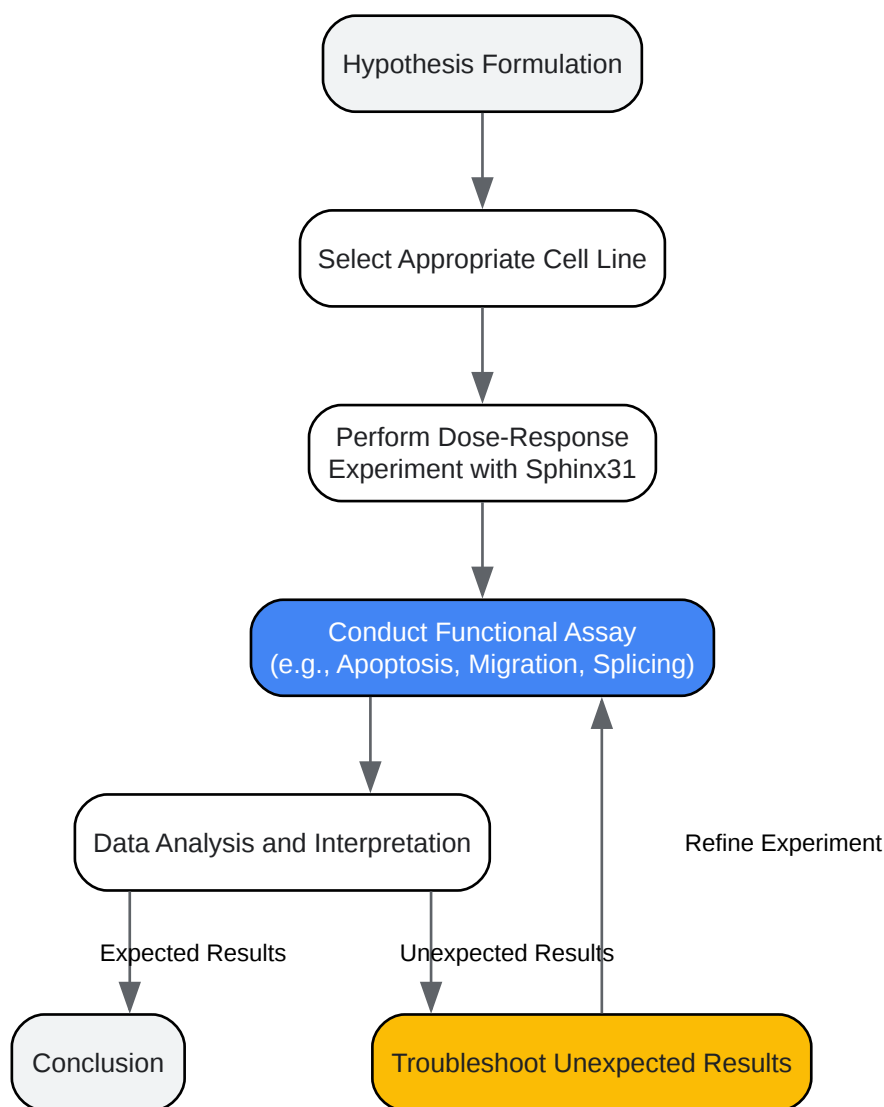 Hypothesis Formulation
Select Appropriate Cell Line
Perform Dose-Response
Experiment with Sphinx31
Conduct Functional Assay
(e.g., Apoptosis, Migration, Splicing)
Data Analysis and Interpretation
Refine Experiment
Expected Results
Unexpected Results
Conclusion
Troubleshoot Unexpected Results